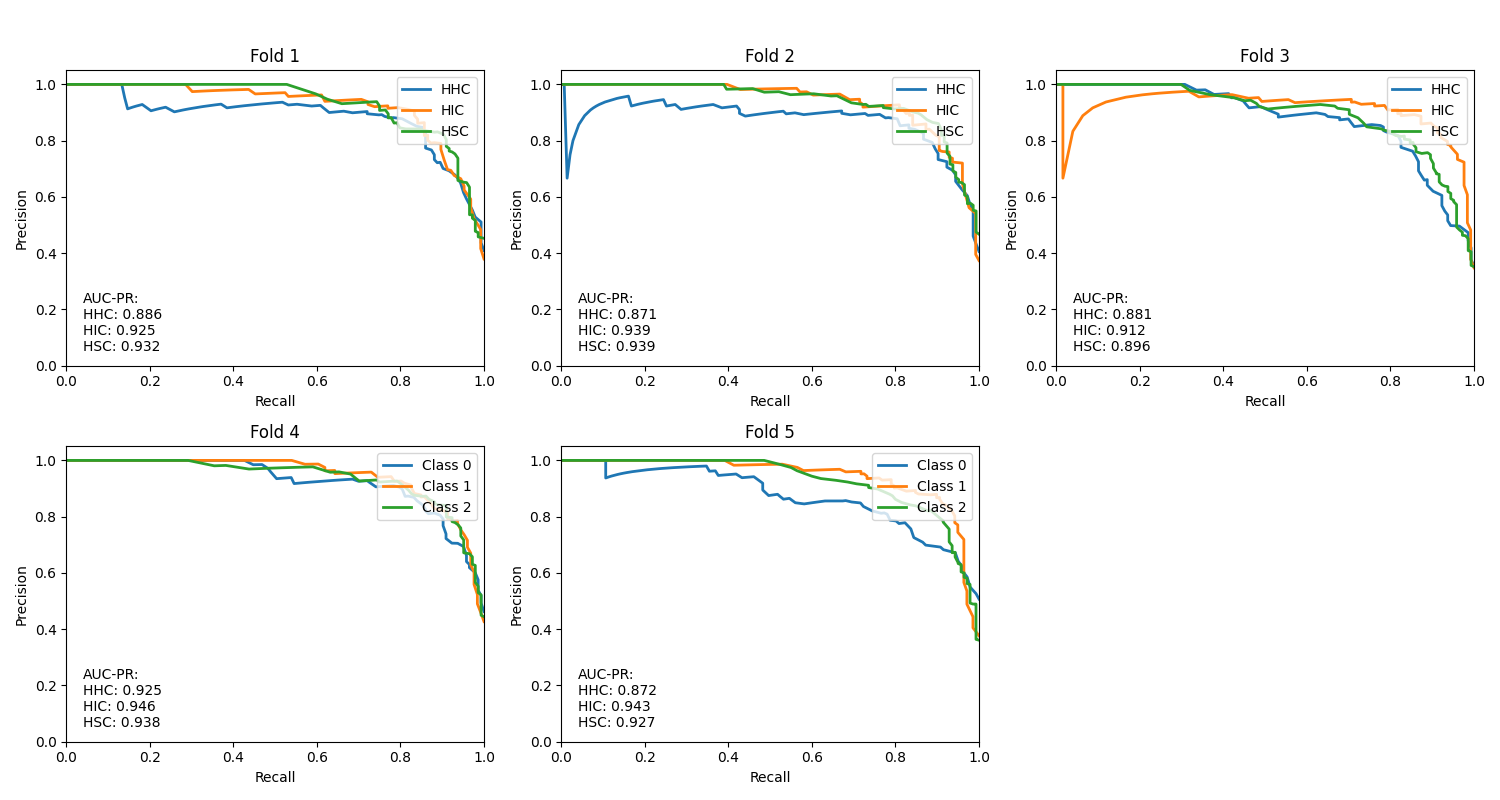 Fold 1
1.0
0.8
0.6
0.4
0.2
0.0
Precision
HHC
HIC
HSC
AUC-PR:
HHC: 0.886
HIC: 0.925
HSC: 0.932
0.0 0.2 0.4 0.6 0.8 1.0
Recall
Fold 2
1.0
0.8
0.6
0.4
0.2
0.0
Precision
HHC
HIC
HSC
AUC-PR:
HHC: 0.871
HIC: 0.939
HSC: 0.939
0.0 0.2 0.4 0.6 0.8 1.0
Recall
Fold 3
1.0
0.8
0.6
0.4
0.2
0.0
Precision
HHC
HIC
HSC
AUC-PR:
HHC: 0.881
HIC: 0.912
HSC: 0.896
0.0 0.2 0.4 0.6 0.8 1.0
Recall
Fold 4
1.0
0.8
0.6
0.4
0.2
0.0
Precision
Class 0
Class 1
Class 2
AUC-PR:
HHC: 0.925
HIC: 0.946
HSC: 0.938
0.0 0.2 0.4 0.6 0.8 1.0
Recall
Fold 5
1.0
0.8
0.6
0.4
0.2
0.0
Precision
Class 0
Class 1
Class 2
AUC-PR:
HHC: 0.872
HIC: 0.943
HSC: 0.927
0.0 0.2 0.4 0.6 0.8 1.0
Recall